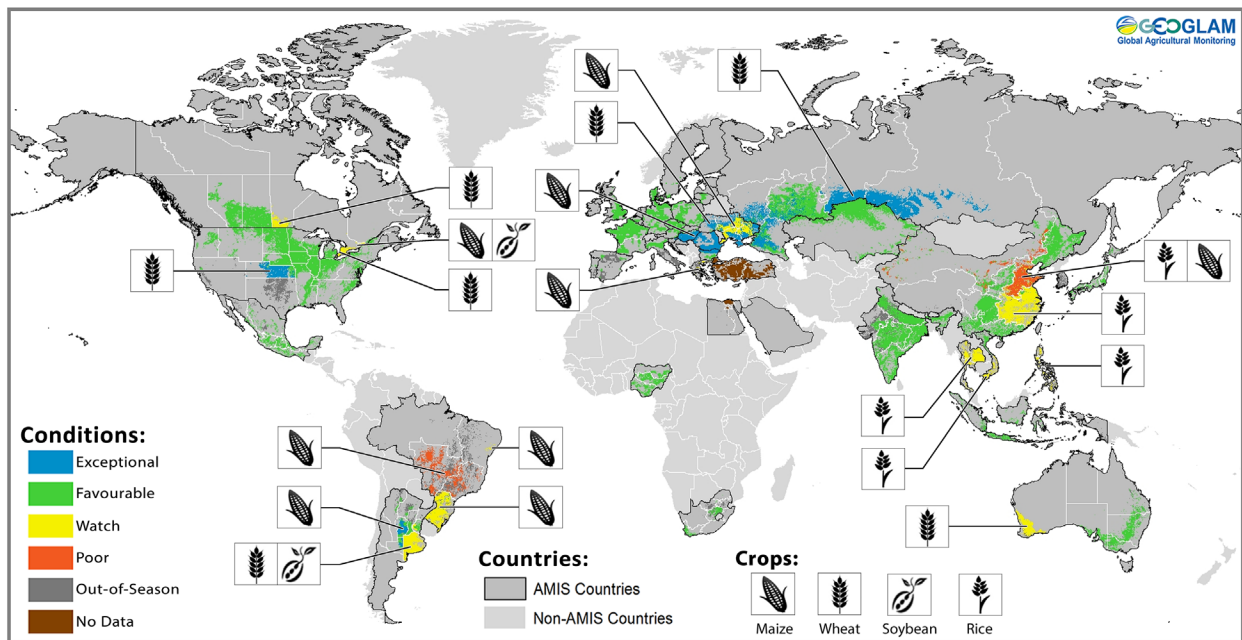 GEOGLAM
Global Agricultural Monitoring
Conditions:
Exceptional
Favourable
Watch
Poor
Out-of-Season
No Data
Countries:
AMIS Countries
Non-AMIS Countries
Crops:
Maize Wheat Soybean Rice